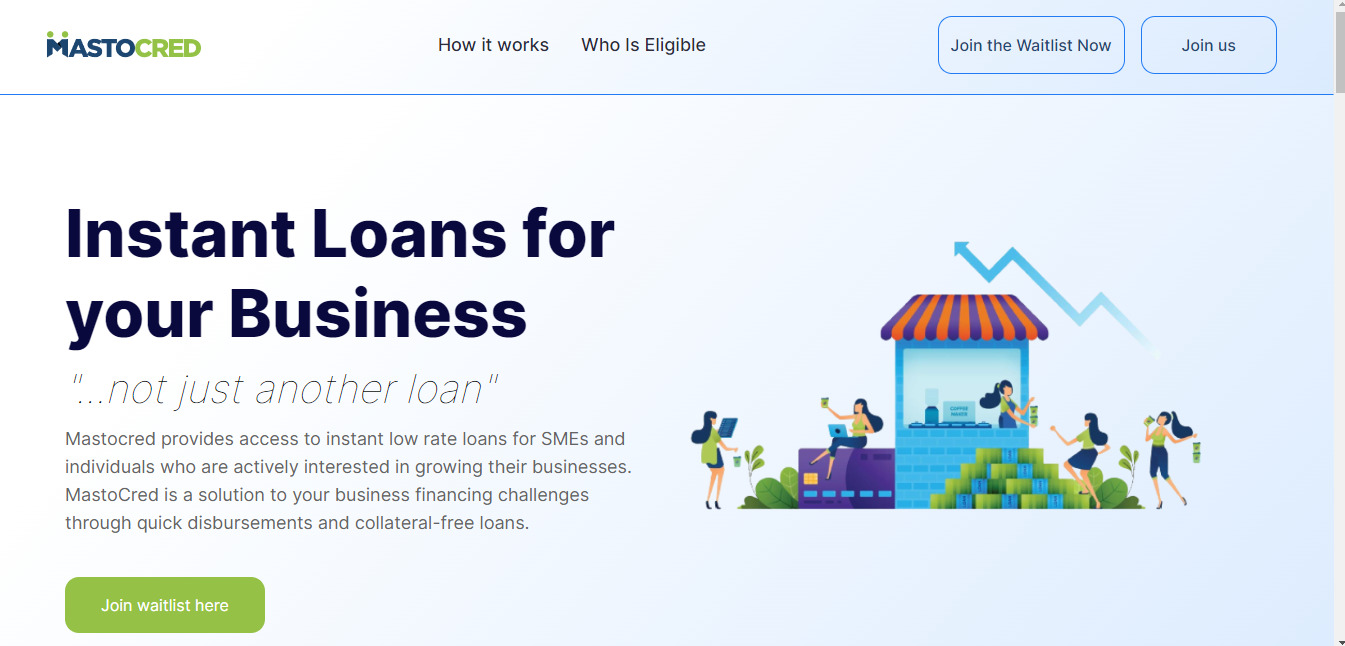 MASTOCRED
How it works
Who Is Eligible
Join the Waitlist Now
Join us
Instant Loans for
your Business
"...not just another loan"
Mastocred provides access to instant low rate loans for SMEs and
individuals who are actively interested in growing their businesses.
MastoCred is a solution to your business financing challenges
through quick disbursements and collateral-free loans.
COFFEE
MAKER
Join waitlist here